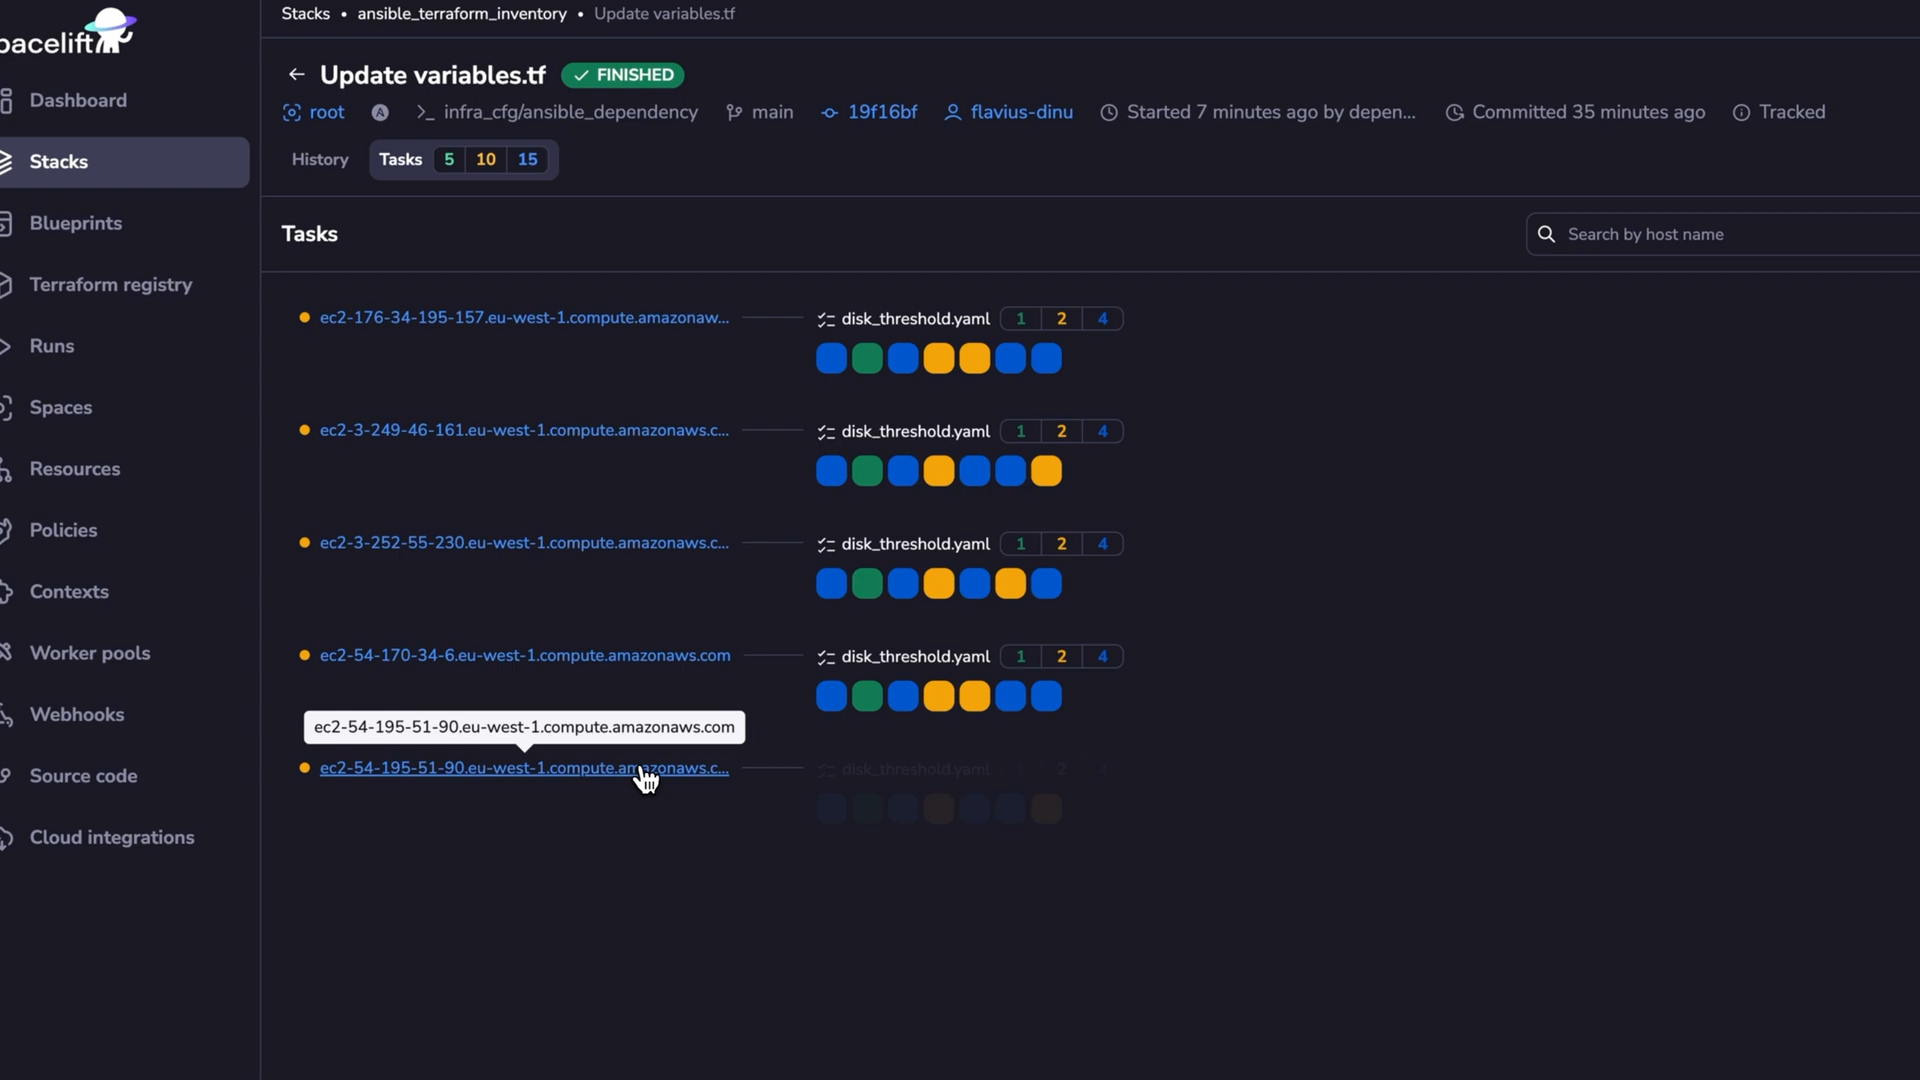 Stacks • ansible_terraform_inventory • Update variables.tf
pacelift
Update variables.tf FINISHED
root A infra_cfg/ansible_dependency main 19f16bf flavius-dinu Started 7 minutes ago by depen... Committed 35 minutes ago Tracked
History Tasks 5 10 15
Dashboard
Stacks
Blueprints
Terraform registry
Runs
Spaces
Resources
Policies
Contexts
Worker pools
Webhooks
Source code
Cloud integrations
Tasks
Search by host name
ec2-176-34-195-157.eu-west-1.compute.amazonaw... disk_threshold.yaml 1 2 4
ec2-3-249-46-161.eu-west-1.compute.amazonaws.c... disk_threshold.yaml 1 2 4
ec2-3-252-55-230.eu-west-1.compute.amazonaws.c... disk_threshold.yaml 1 2 4
ec2-54-170-34-6.eu-west-1.compute.amazonaws.com disk_threshold.yaml 1 2 4
ec2-54-195-51-90.eu-west-1.compute.amazonaws.com
ec2-54-195-51-90.eu-west-1.compute.amazonaws.c... disk_threshold.yaml 1 2 4